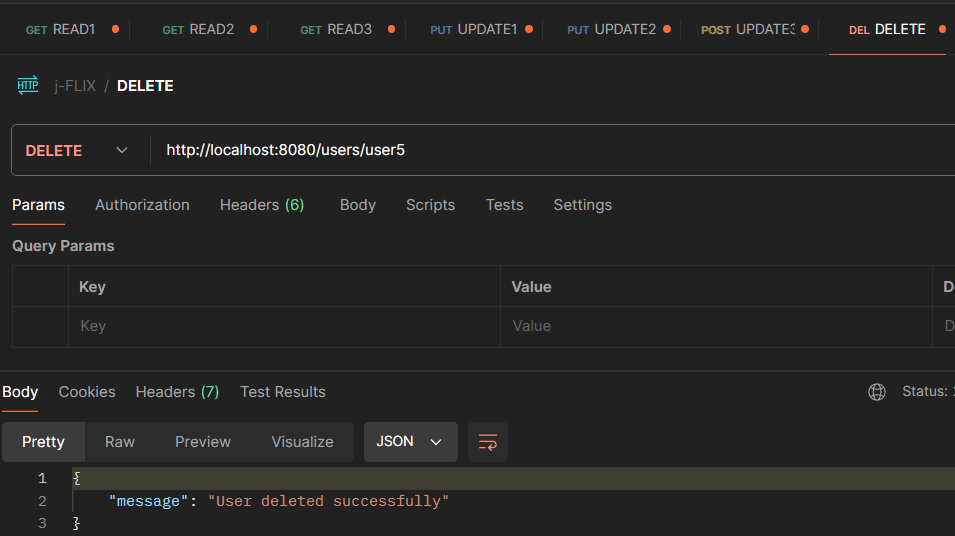 GET READ1 GET READ2 GET READ3 PUT UPDATE1 PUT UPDATE2 POST UPDATE3 DEL DELETE
HTTP j-FLIX / DELETE
DELETE http://localhost:8080/users/user5
Params Authorization Headers (6) Body Scripts Tests Settings
Query Params
Key Value
Key Value
Body Cookies Headers (7) Test Results Status:
Pretty Raw Preview Visualize JSON
1 {
2 "message": "User deleted successfully"
3 }